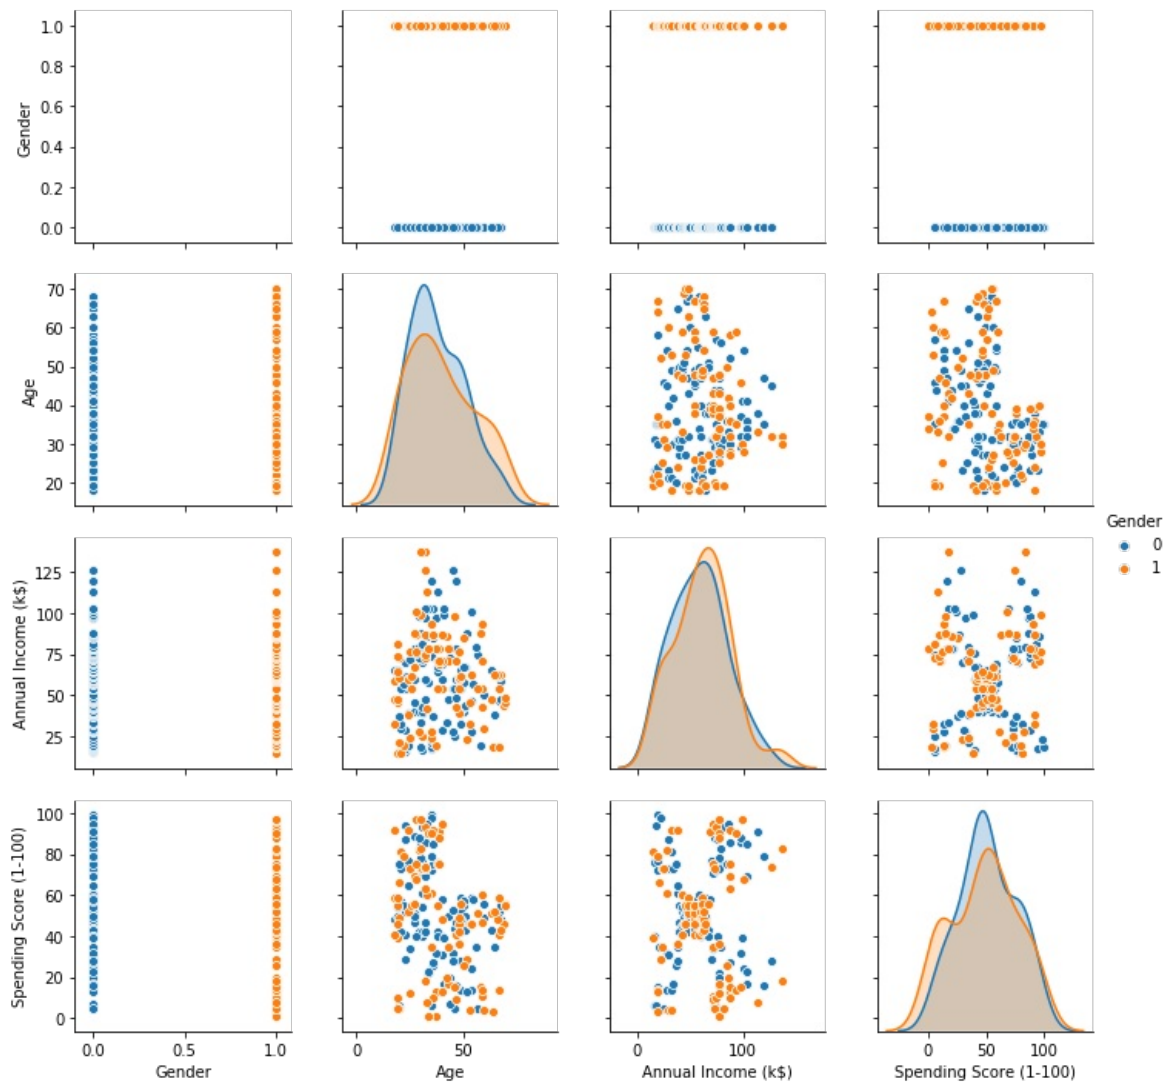 1.0
0.8
0.6
0.4
0.2
0.0
Gender
70
60
50
40
30
20
Age
Gender
0
1
125
100
75
50
25
Annual Income (k$)
100
80
60
40
20
0
Spending Score (1-100)
0.0 0.5 1.0
0 50
0 100
0 50 100
Gender
Age
Annual Income (k$)
Spending Score (1-100)